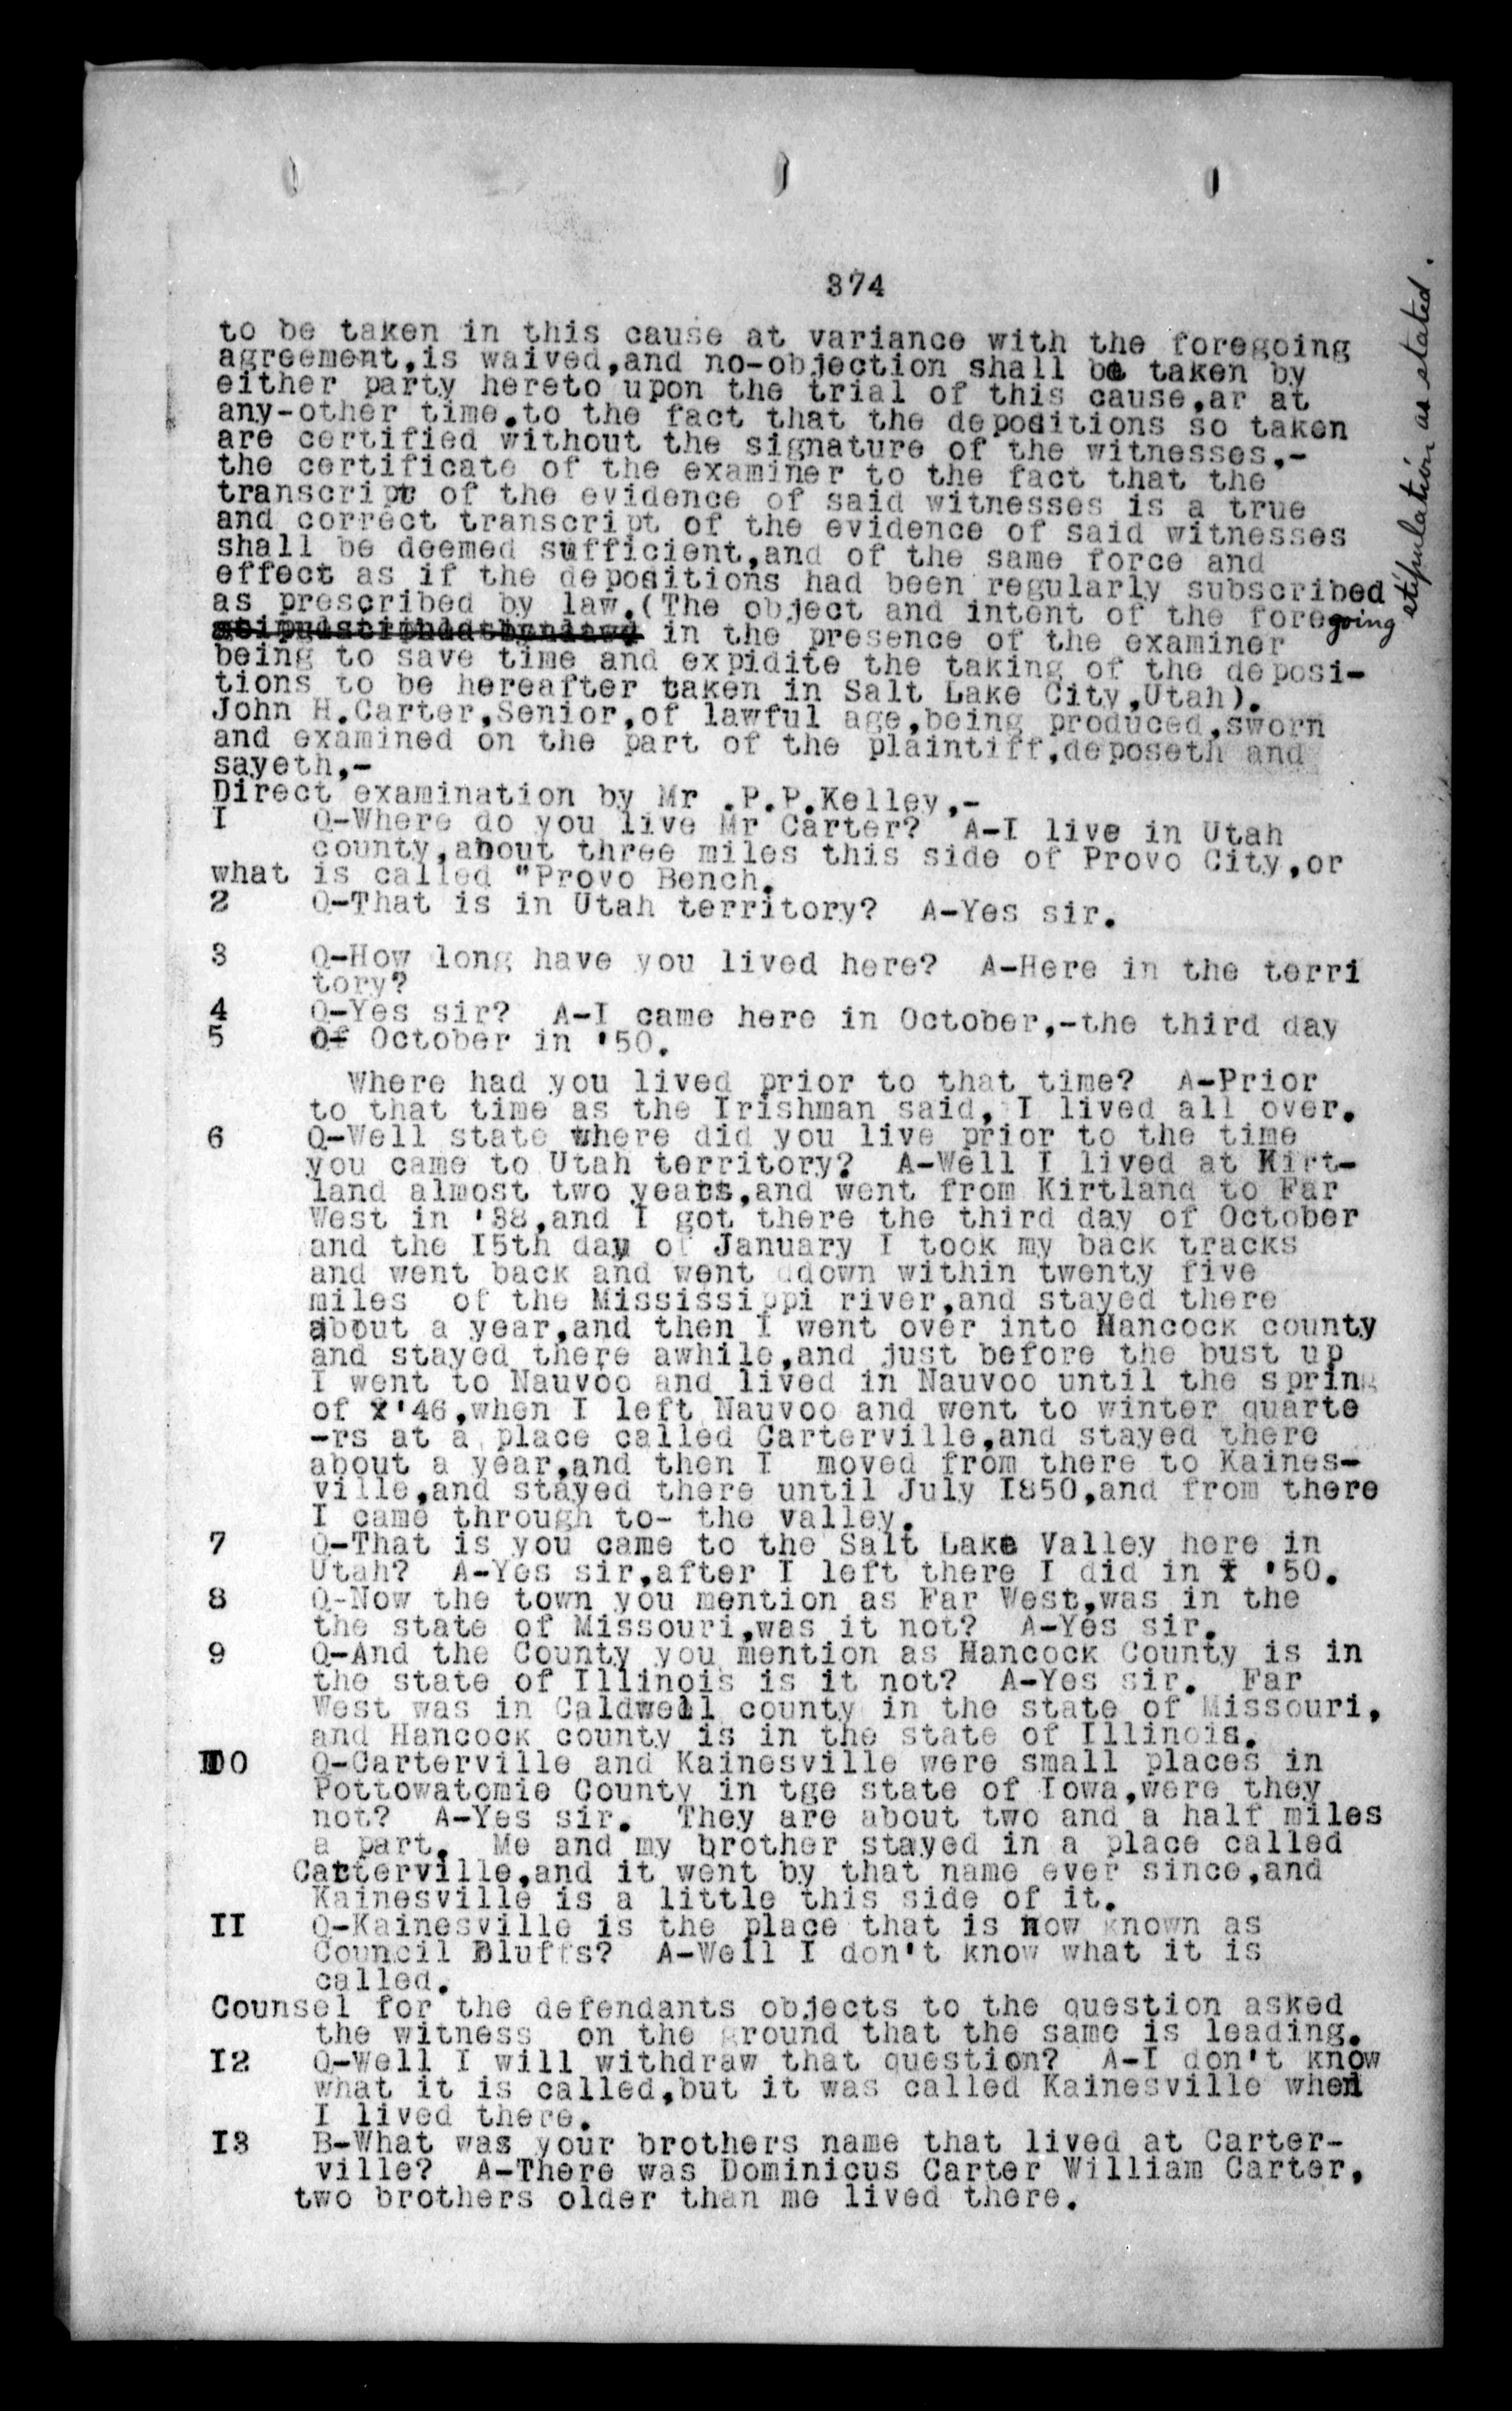 374
to be taken in this cause at variance with the foregoing
agreement,is waived,and no-objection shall be taken by
either party hereto upon the trial of this cause,ar at
any-other time.to the fact that the depositions so taken
are certified without the signature of the witnesses,-
the certificate of the examiner to the fact that the
transcript of the evidence of said witnesses is a true
and correct transcript of the evidence of said witnesses
shall be deemed sufficient,and of the same force and
effect as if the depositions had been regularly subscribed
as prescribed by law.(The object and intent of the foregoing
stipulation as stated.
in the presence of the examiner
being to save time and expidite the taking of the deposi-
tions to be hereafter taken in Salt Lake City,Utah).
John H.Carter,Senior,of lawful age,being produced,sworn
and examined on the part of the plaintiff,deposeth and
sayeth,-
Direct examination by Mr .P.P.Kelley,-
I Q-Where do you live Mr Carter? A-I live in Utah
county,about three miles this side of Provo City,or
what is called "Provo Bench.
2 Q-That is in Utah territory? A-Yes sir.
3 Q-How long have you lived here? A-Here in the terri
tory?
4 Q-Yes sir? A-I came here in October,-the third day
5 Of October in '50.
Where had you lived prior to that time? A-Prior
to that time as the Irishman said, I lived all over.
6 Q-Well state where did you live prior to the time
you came to Utah territory? A-Well I lived at Kirt-
land almost two years,and went from Kirtland to Far
West in '38,and I got there the third day of October
and the I5th day of January I took my back tracks
and went back and went ddown within twenty five
miles of the Mississippi river,and stayed there
about a year,and then I went over into Hancock county
and stayed there awhile,and just before the bust up
I went to Nauvoo and lived in Nauvoo until the spring
of x'46,when I left Nauvoo and went to winter quarte
-rs at a place called Carterville,and stayed there
about a year,and then I moved from there to Kaines-
ville,and stayed there until July I850,and from there
I came through to- the valley.
7 Q-That is you came to the Salt Lake Valley here in
Utah? A-Yes sir,after I left there I did in I '50.
8 Q-Now the town you mention as Far West,was in the
the state of Missouri,was it not? A-Yes sir.
9 Q-And the County you mention as Hancock County is in
the state of Illinois is it not? A-Yes sir. Far
West was in Caldwell county in the state of Missouri,
and Hancock county is in the state of Illinois.
I0 Q-Carterville and Kainesville were small places in
Pottowatomie County in tge state of Iowa,were they
not? A-Yes sir. They are about two and a half miles
a part. Me and my brother stayed in a place called
Carterville,and it went by that name ever since,and
Kainesville is a little this side of it.
II Q-Kainesville is the place that is now known as
Council Bluffs? A-Well I don't know what it is
called.
Counsel for the defendants objects to the question asked
the witness on the ground that the same is leading.
I2 Q-Well I will withdraw that question? A-I don't know
what it is called,but it was called Kainesville when
I lived there.
I3 B-What was your brothers name that lived at Carter-
ville? A-There was Dominicus Carter William Carter,
two brothers older than me lived there.